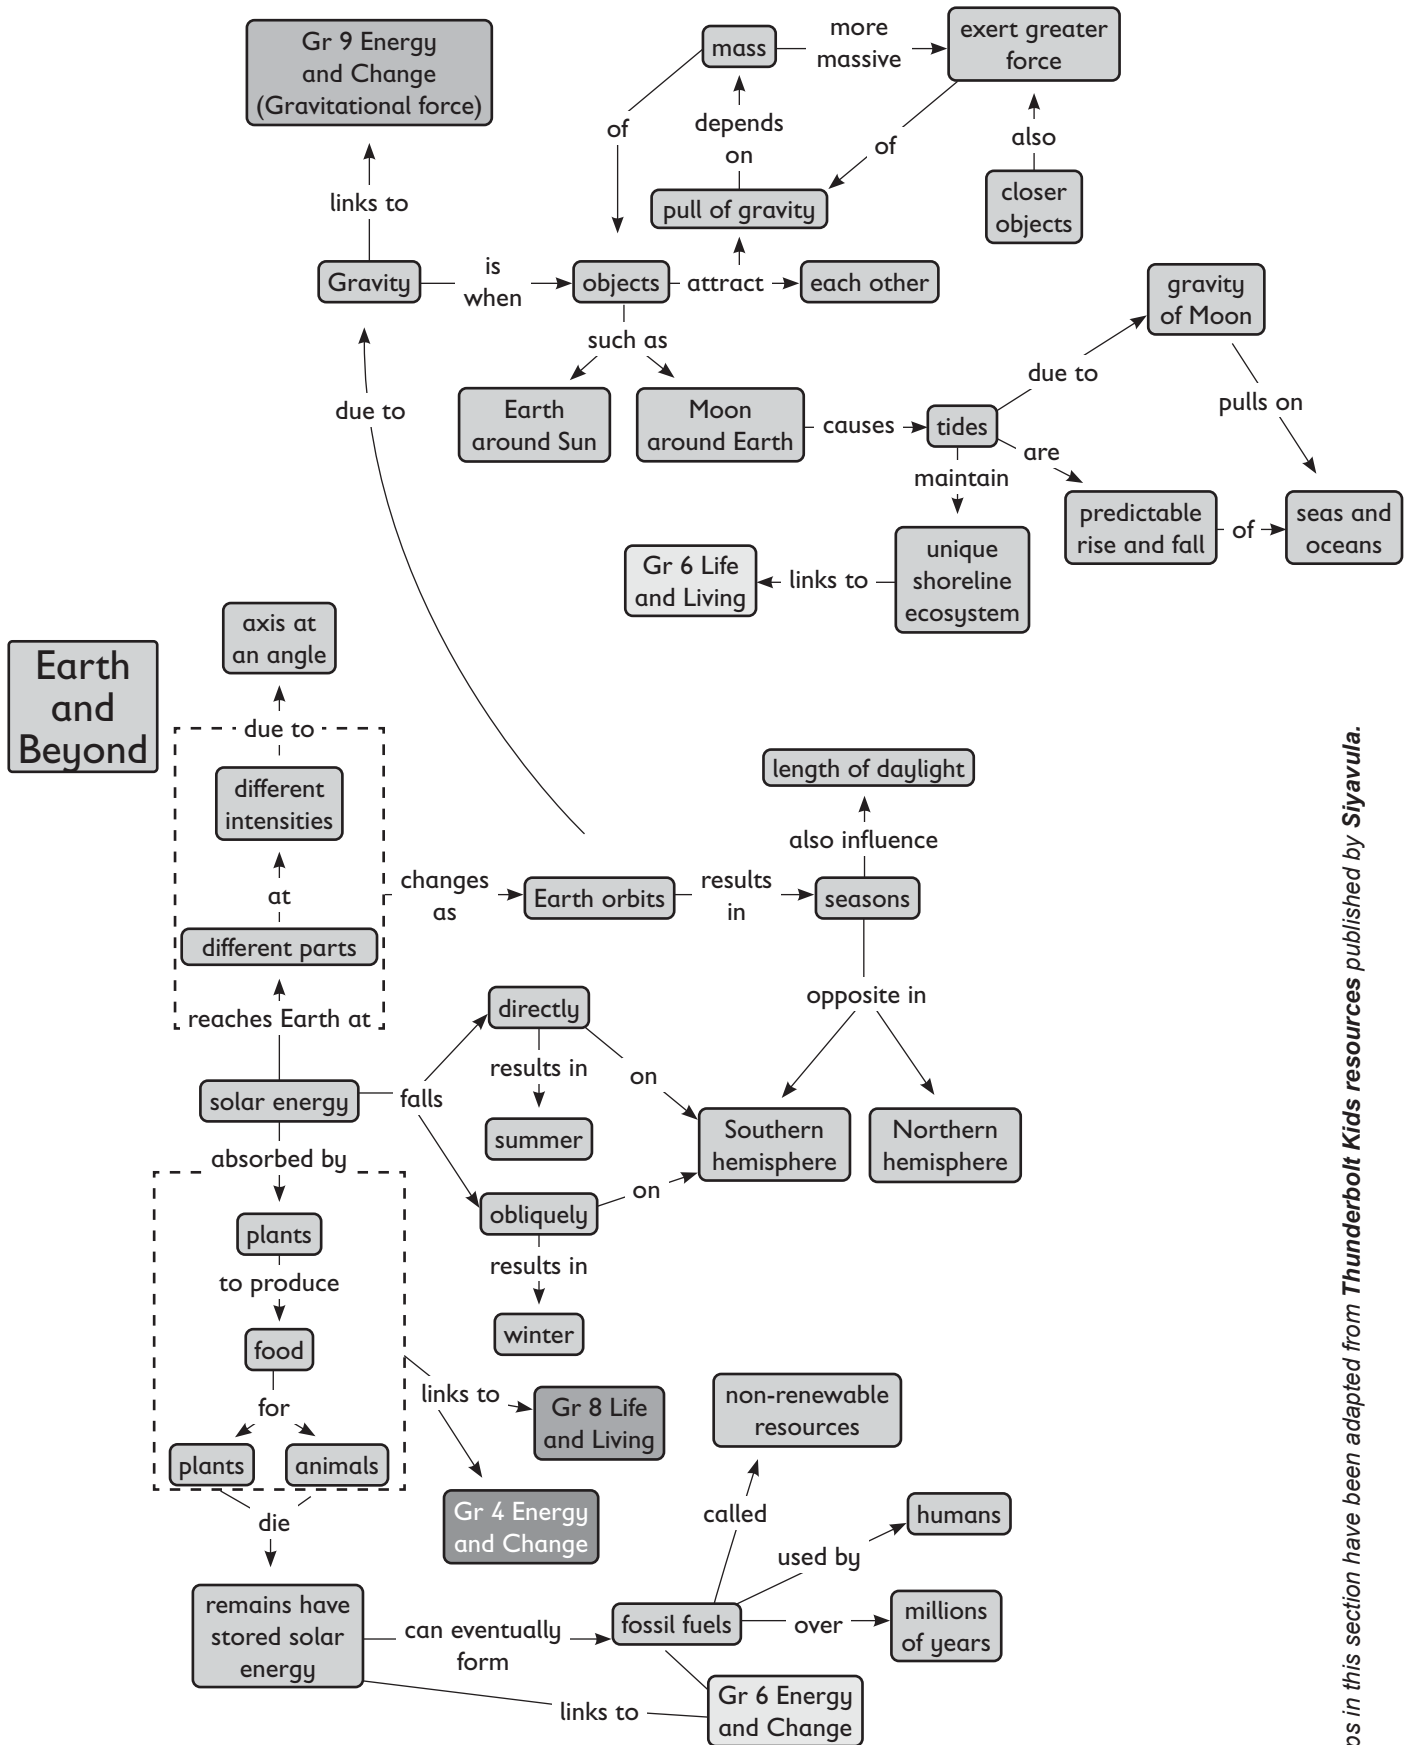 Gr 9 Energy
and Change
(Gravitational force)
links to
Gravity
is
when
objects
attract
each other
of
mass
more
massive
exert greater
force
depends
on
pull of gravity
of
also
closer
objects
such as
Earth
around Sun
Moon
around Earth
causes
tides
due to
gravity
of Moon
pulls on
seas and
oceans
are
predictable
rise and fall
of
maintain
unique
shoreline
ecosystem
links to
Gr 6 Life
and Living
due to
Earth
and
Beyond
axis at
an angle
due to
different
intensities
at
different parts
reaches Earth at
changes
as
Earth orbits
results
in
seasons
also influence
length of daylight
opposite in
Southern
hemisphere
Northern
hemisphere
solar energy
falls
directly
results in
summer
on
obliquely
on
results in
winter
absorbed by
plants
to produce
food
for
plants
animals
links to
Gr 8 Life
and Living
Gr 4 Energy
and Change
die
remains have
stored solar
energy
can eventually
form
fossil fuels
called
non-renewable
resources
used by
humans
over
millions
of years
links to
Gr 6 Energy
and Change
ps in this section have been adapted from Thunderbolt Kids resources published by Siyavula.